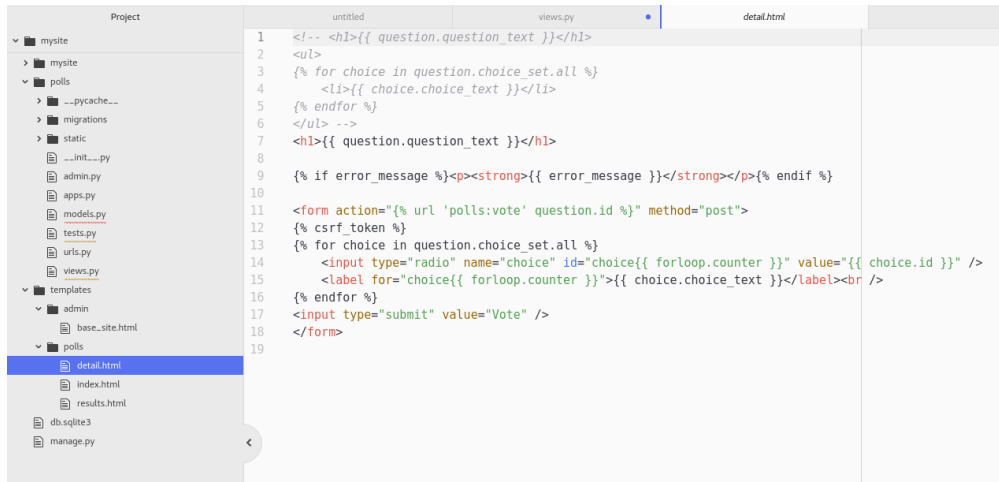 Project
untitled
views.py
detail.html
mysite
mysite
polls
__pycache__
migrations
static
__init__.py
admin.py
apps.py
models.py
tests.py
urls.py
views.py
templates
admin
base_site.html
polls
detail.html
index.html
results.html
db.sqlite3
manage.py
1 <!-- <h1>{{ question.question_text }}</h1>
2 <ul>
3 {% for choice in question.choice_set.all %}
4     <li>{{ choice.choice_text }}</li>
5 {% endfor %}
6 </ul> -->
7 <h1>{{ question.question_text }}</h1>
8
9 {% if error_message %}<p><strong>{{ error_message }}</strong></p>{% endif %}
10
11 <form action="{% url 'polls:vote' question.id %}" method="post">
12 {% csrf_token %}
13 {% for choice in question.choice_set.all %}
14     <input type="radio" name="choice" id="choice{{ forloop.counter }}" value="{{ choice.id }}" />
15     <label for="choice{{ forloop.counter }}">{{ choice.choice_text }}</label><br />
16 {% endfor %}
17 <input type="submit" value="Vote" />
18 </form>
19